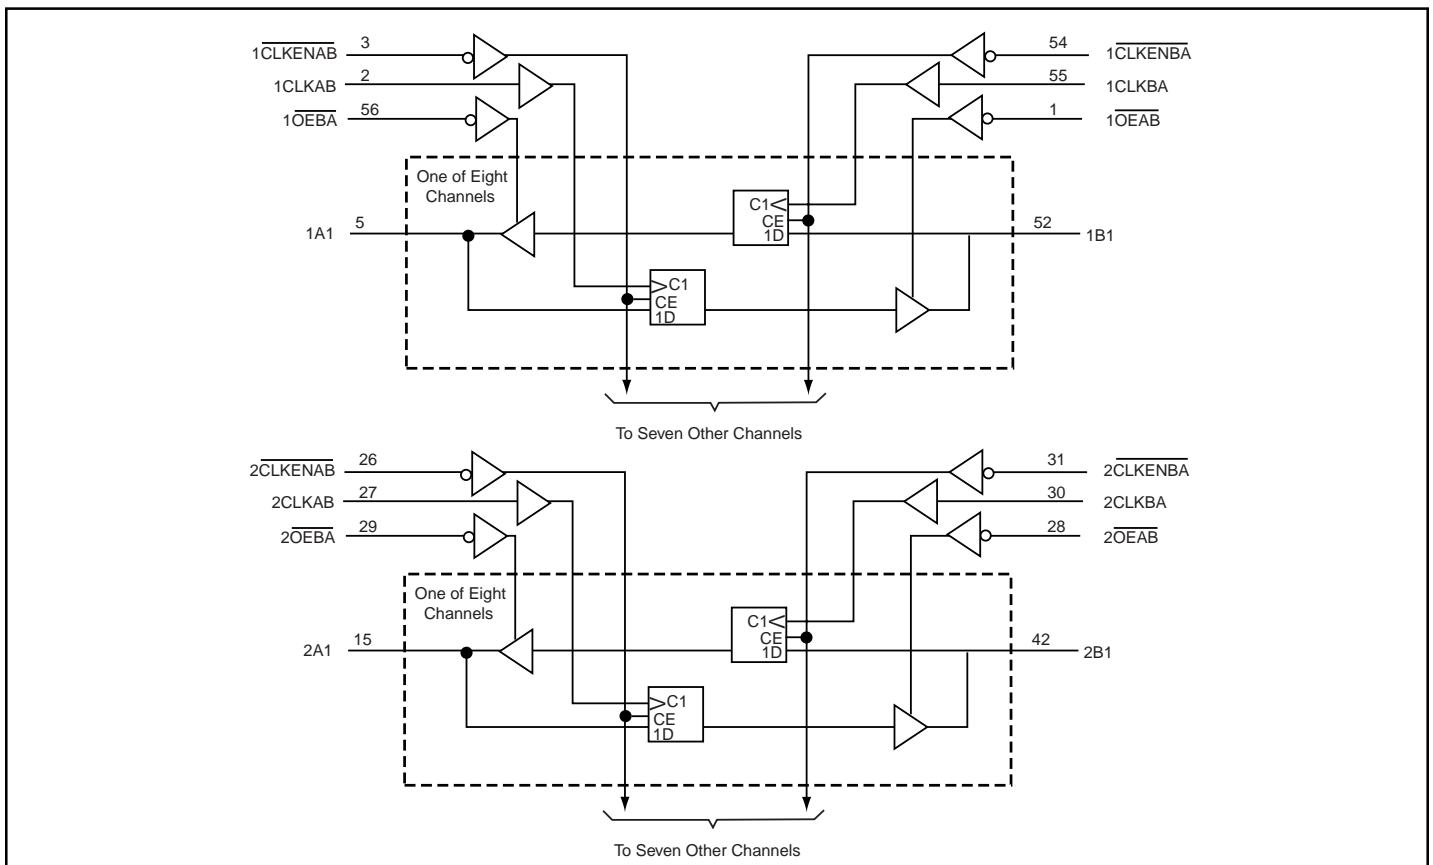 1CLKENAB 3 54 1CLKENBA
1CLKAB 2 55 1CLKBA
1OEBA 56 1 1OEAB
One of Eight
Channels
C1
CE
1D
1A1 5 52 1B1
C1
CE
1D
To Seven Other Channels
2CLKENAB 26 31 2CLKENBA
2CLKAB 27 30 2CLKBA
2OEBA 29 28 2OEAB
One of Eight
Channels
C1
CE
1D
2A1 15 42 2B1
C1
CE
1D
To Seven Other Channels